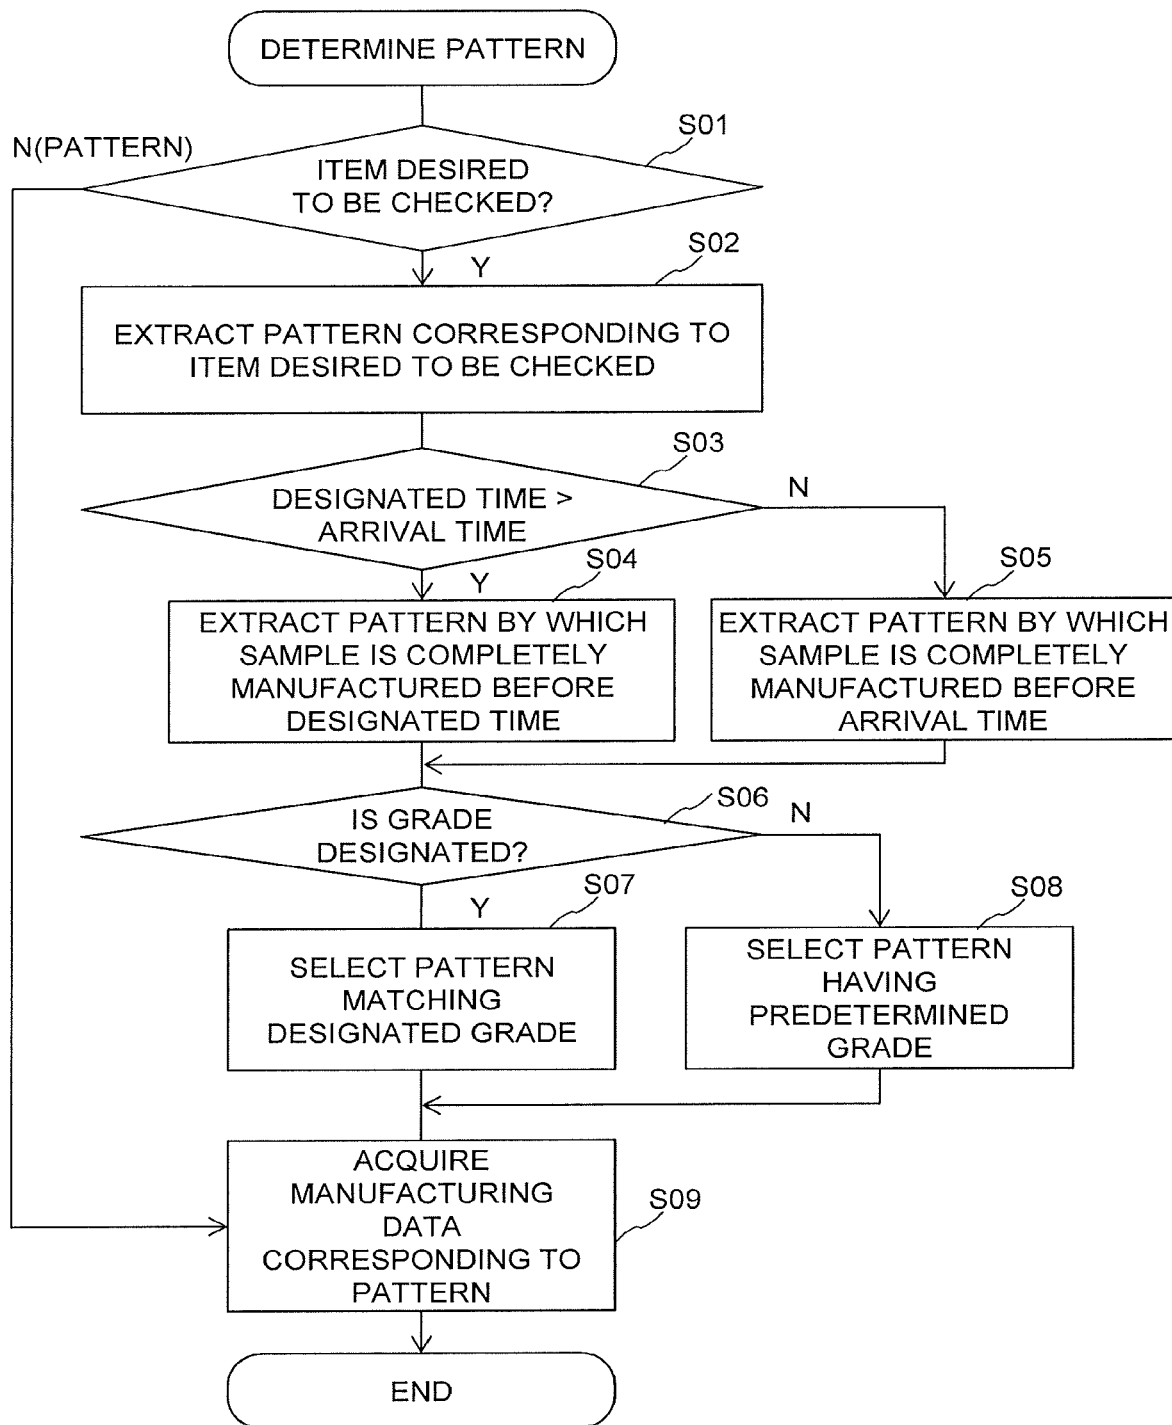 DETERMINE PATTERN
S01
N(PATTERN)
ITEM DESIRED
TO BE CHECKED?
S02
Y
EXTRACT PATTERN CORRESPONDING TO
ITEM DESIRED TO BE CHECKED
S03
N
DESIGNATED TIME >
ARRIVAL TIME
S04
Y
S05
EXTRACT PATTERN BY WHICH
SAMPLE IS COMPLETELY
MANUFACTURED BEFORE
DESIGNATED TIME
EXTRACT PATTERN BY WHICH
SAMPLE IS COMPLETELY
MANUFACTURED BEFORE
ARRIVAL TIME
S06
N
IS GRADE
DESIGNATED?
S07
Y
S08
SELECT PATTERN
MATCHING
DESIGNATED GRADE
SELECT PATTERN
HAVING
PREDETERMINED
GRADE
ACQUIRE
MANUFACTURING
DATA
CORRESPONDING TO
PATTERN
S09
END